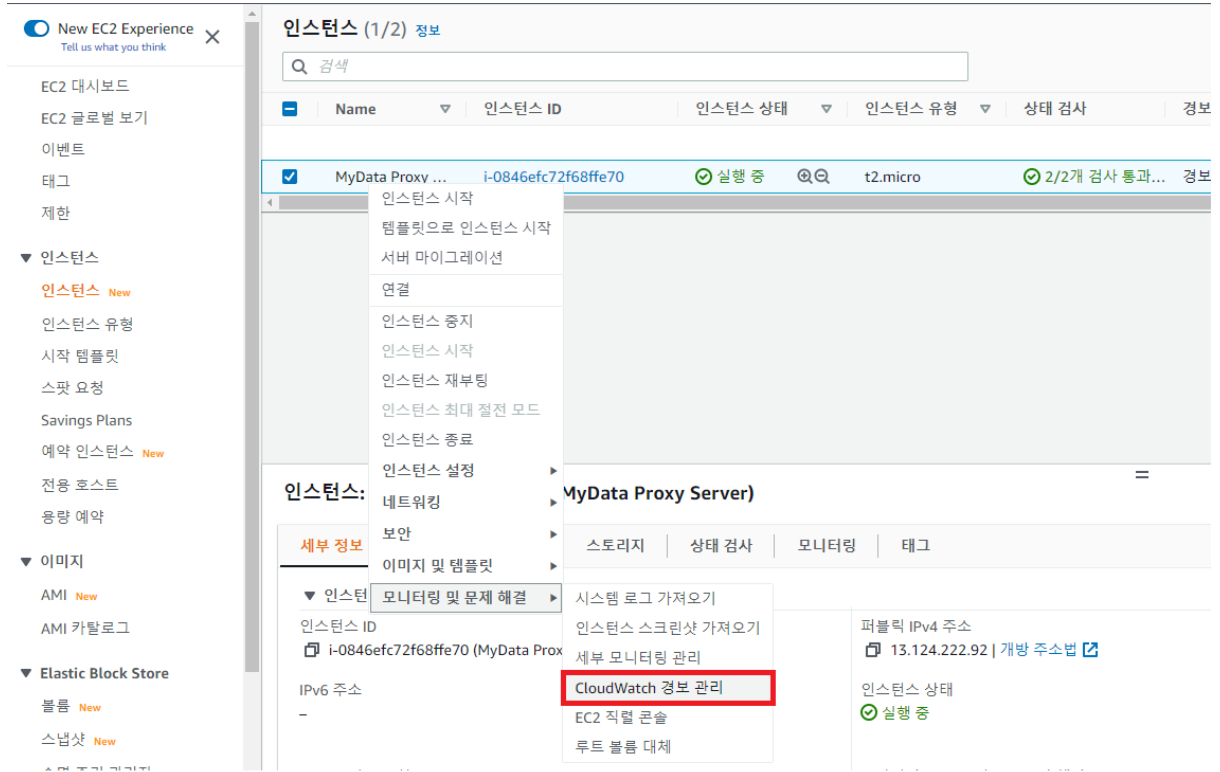 New EC2 Experience
Tell us what you think
EC2 대시보드
EC2 글로벌 보기
이벤트
태그
제한
인스턴스
인스턴스 New
인스턴스 유형
시작 템플릿
스팟 요청
Savings Plans
예약 인스턴스 New
전용 호스트
용량 예약
이미지
AMI New
AMI 카탈로그
Elastic Block Store
볼륨 New
스냅샷 New
인스턴스 (1/2) 정보
검색
Name 인스턴스 ID 인스턴스 상태 인스턴스 유형 상태 검사 경보
MyData Proxy ... i-0846efc72f68ffe70 실행 중 t2.micro 2/2개 검사 통과... 경보
인스턴스 시작
템플릿으로 인스턴스 시작
서버 마이그레이션
연결
인스턴스 중지
인스턴스 시작
인스턴스 재부팅
인스턴스 최대 절전 모드
인스턴스 종료
인스턴스 설정
네트워킹
보안
이미지 및 템플릿
모니터링 및 문제 해결
시스템 로그 가져오기
인스턴스 스크린샷 가져오기
세부 모니터링 관리
CloudWatch 경보 관리
EC2 직렬 콘솔
루트 볼륨 대체
인스턴스: MyData Proxy Server)
세부 정보 스토리지 상태 검사 모니터링 태그
인스턴
인스턴스 ID
i-0846efc72f68ffe70 (MyData Prox
IPv6 주소
–
퍼블릭 IPv4 주소
13.124.222.92 | 개방 주소법
인스턴스 상태
실행 중